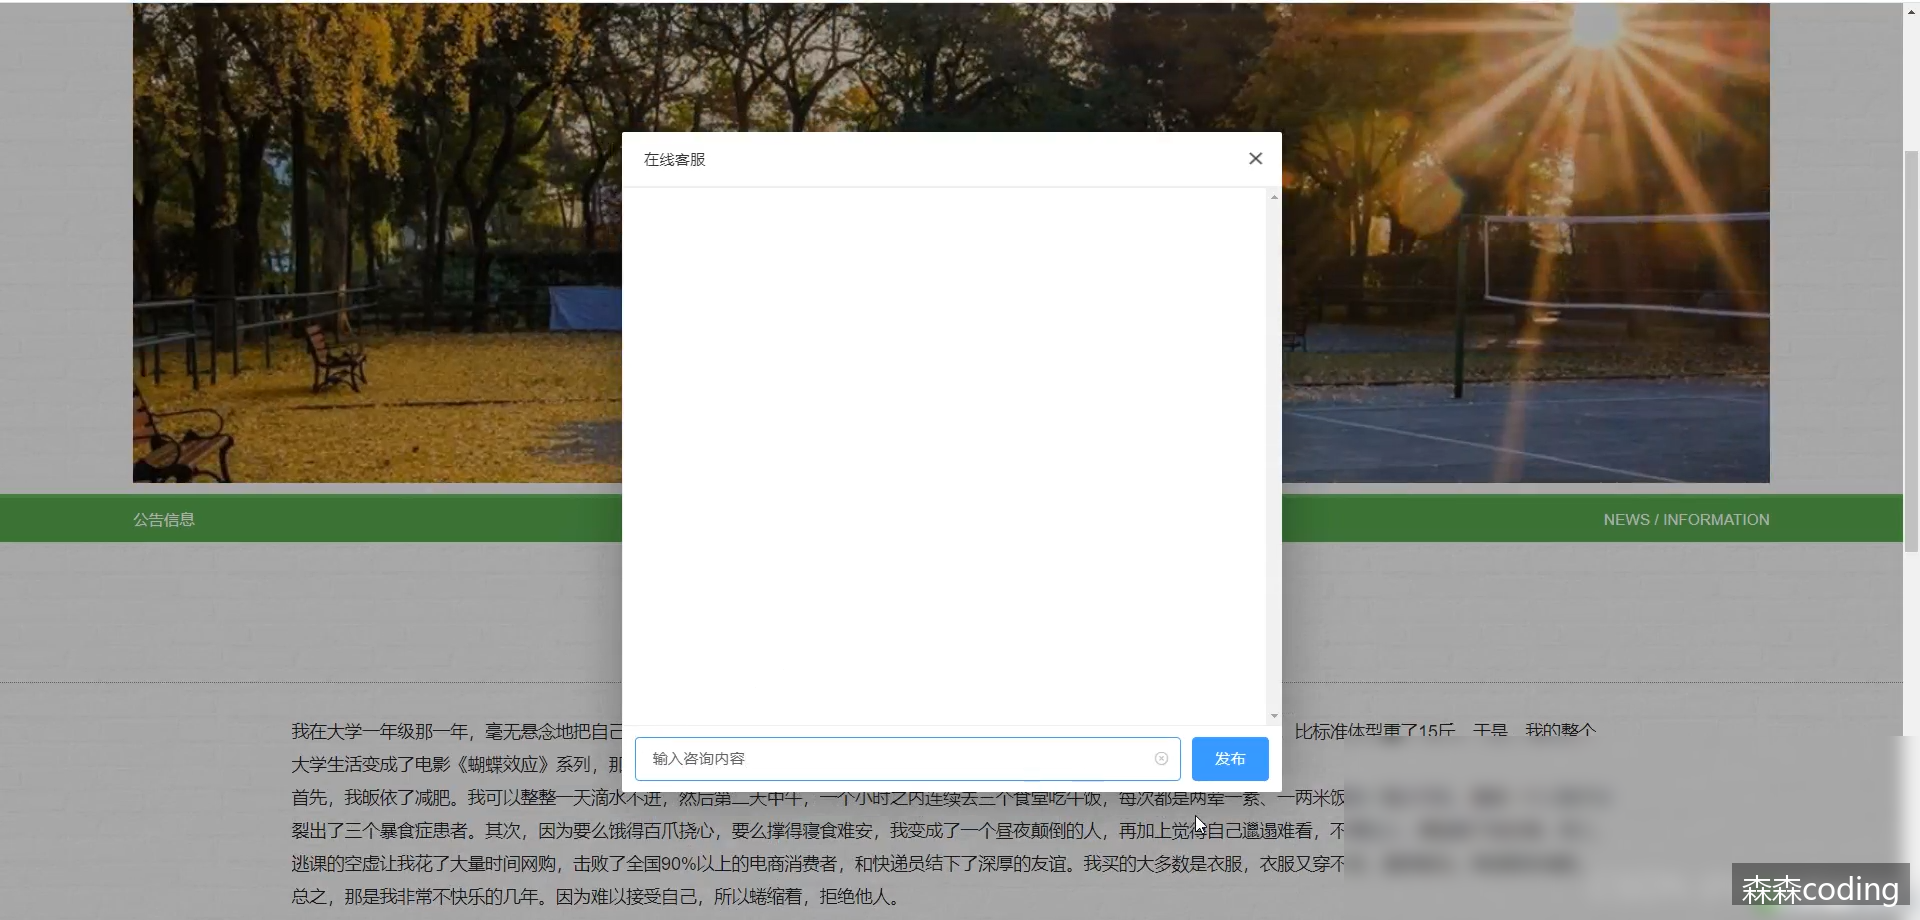 在线客服
公告信息
NEWS / INFORMATION
我在大学一年级那一年，毫无悬念地把自己
比标准体型重了15斤。于是，我的整个
输入咨询内容
发布
大学生活变成了电影《蝴蝶效应》系列，那
首先，我皈依了减肥。我可以整整一天滴水不进，然后第二天中午，一个小时之内连续去三个食堂吃午饭，每次都是两荤一素、一两米饭
裂出了三个暴食症患者。其次，因为要么饿得百爪挠心，要么撑得寝食难安，我变成了一个昼夜颠倒的人，再加上觉得自己邋遢难看，不
逃课的空虚让我花了大量时间网购，击败了全国90%以上的电商消费者，和快递员结下了深厚的友谊。我买的大多数是衣服，衣服又穿不
总之，那是我非常不快乐的几年。因为难以接受自己，所以蜷缩着，拒绝他人。
森森coding